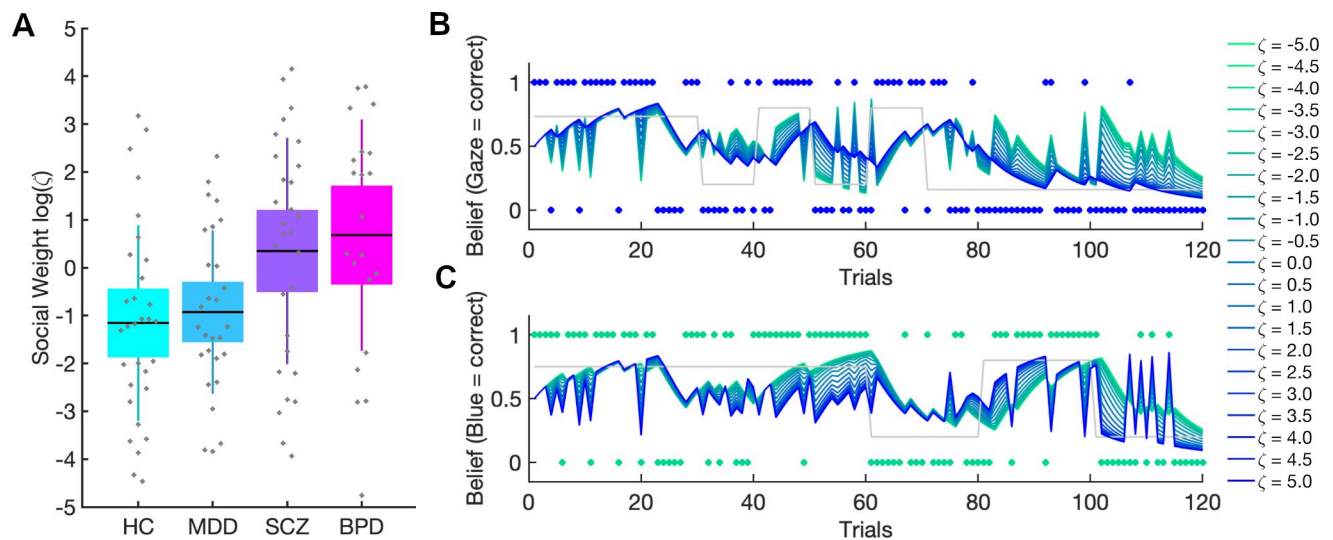 A
Social Weight log(ζ)
5
4
3
2
1
0
-1
-2
-3
-4
-5
HC MDD SCZ BPD
B
Belief (Gaze = correct)
1
0.5
0
0 20 40 60 80 100 120
Trials
C
Belief (Blue = correct)
1
0.5
0
0 20 40 60 80 100 120
Trials
ζ = -5.0
ζ = -4.5
ζ = -4.0
ζ = -3.5
ζ = -3.0
ζ = -2.5
ζ = -2.0
ζ = -1.5
ζ = -1.0
ζ = -0.5
ζ = 0.0
ζ = 0.5
ζ = 1.0
ζ = 1.5
ζ = 2.0
ζ = 2.5
ζ = 3.0
ζ = 3.5
ζ = 4.0
ζ = 4.5
ζ = 5.0